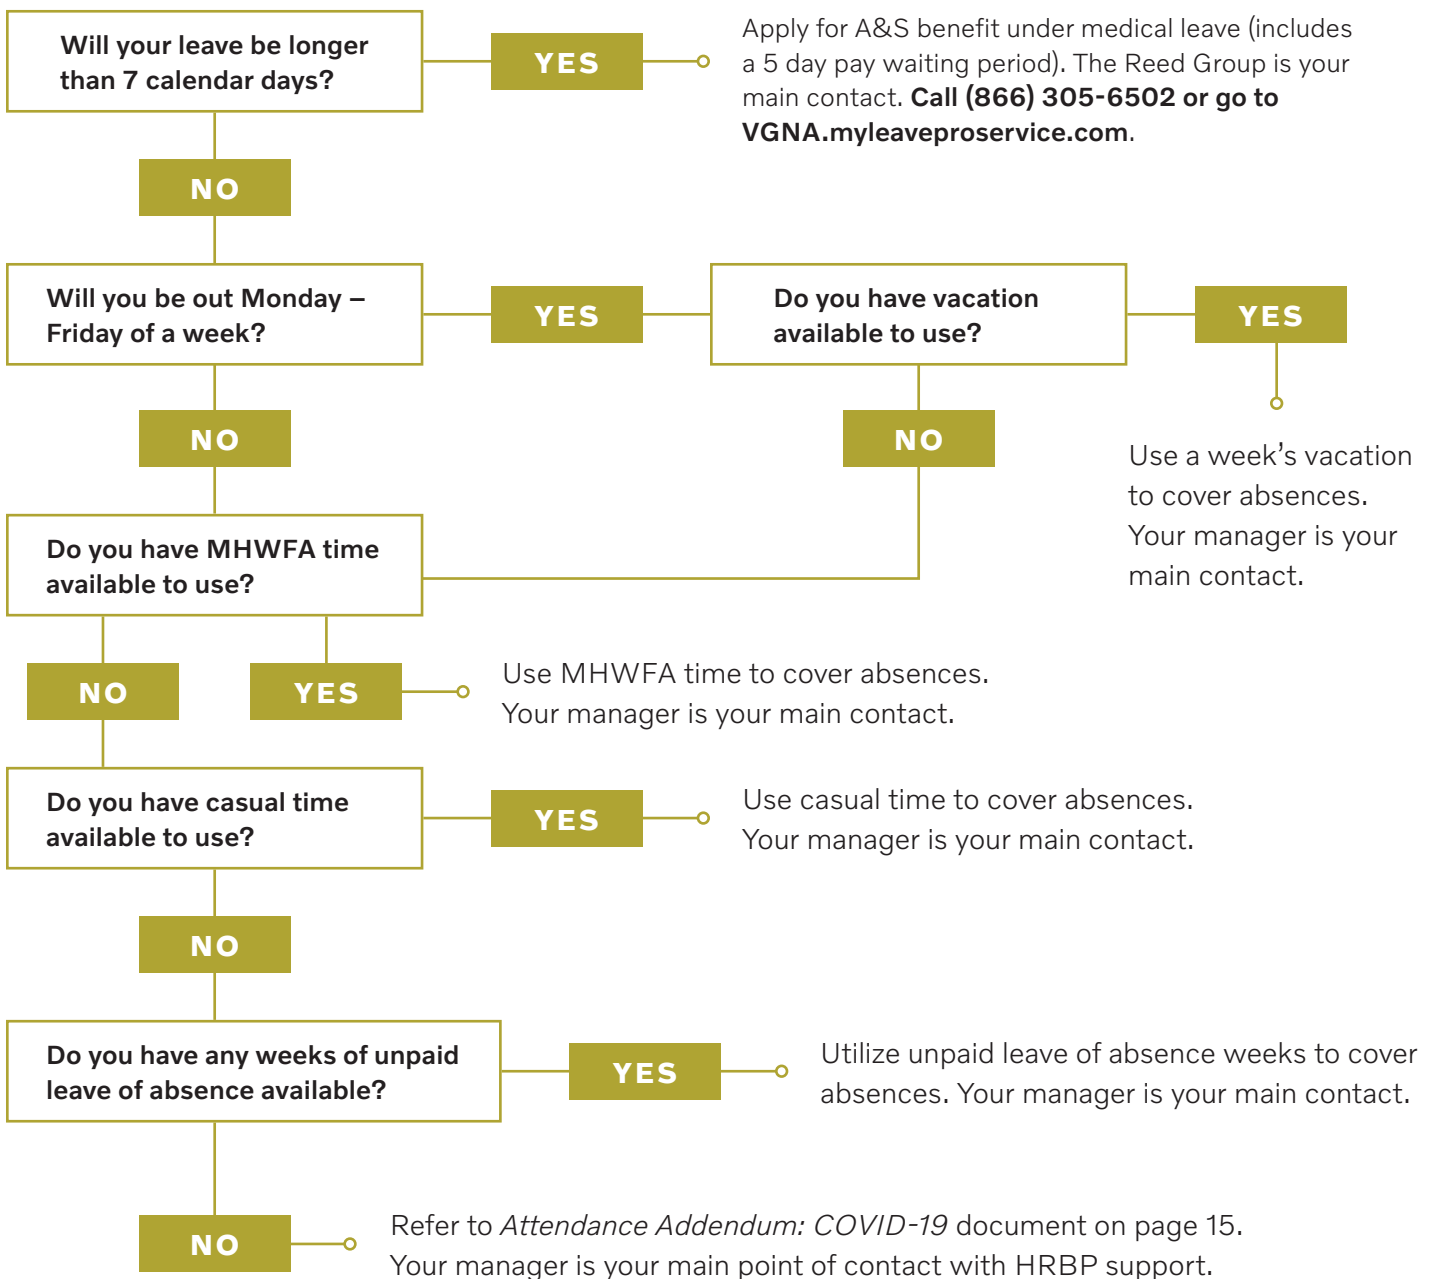 Will your leave be longer
than 7 calendar days?
YES
Apply for A&S benefit under medical leave (includes
a 5 day pay waiting period). The Reed Group is your
main contact. Call (866) 305-6502 or go to
VGNA.myleaveproservice.com.
NO
Will you be out Monday –
Friday of a week?
YES
Do you have vacation
available to use?
YES
NO
NO
Use a week's vacation
to cover absences.
Your manager is your
main contact.
Do you have MHWFA time
available to use?
NO
YES
Use MHWFA time to cover absences.
Your manager is your main contact.
Do you have casual time
available to use?
YES
Use casual time to cover absences.
Your manager is your main contact.
NO
Do you have any weeks of unpaid
leave of absence available?
YES
Utilize unpaid leave of absence weeks to cover
absences. Your manager is your main contact.
NO
Refer to Attendance Addendum: COVID-19 document on page 15.
Your manager is your main point of contact with HRBP support.